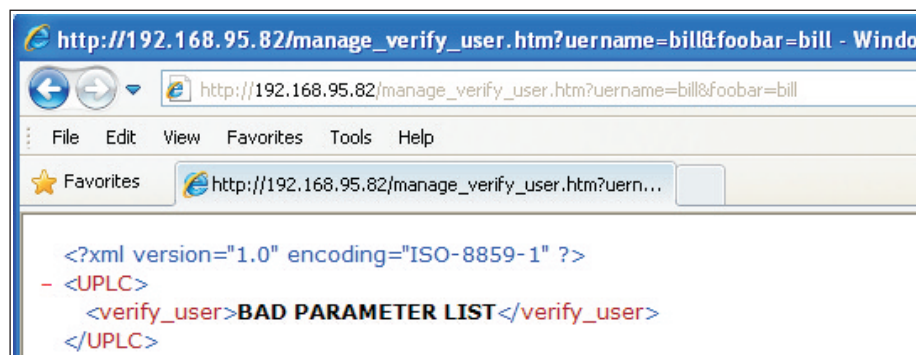 http://192.168.95.82/manage_verify_user.htm?uername=bill&foobar=bill - Windo
http://192.168.95.82/manage_verify_user.htm?uername=bill&foobar=bill
File Edit View Favorites Tools Help
Favorites http://192.168.95.82/manage_verify_user.htm?uern...
<?xml version="1.0" encoding="ISO-8859-1" ?>
- <UPLC>
<verify_user>BAD PARAMETER LIST</verify_user>
</UPLC>